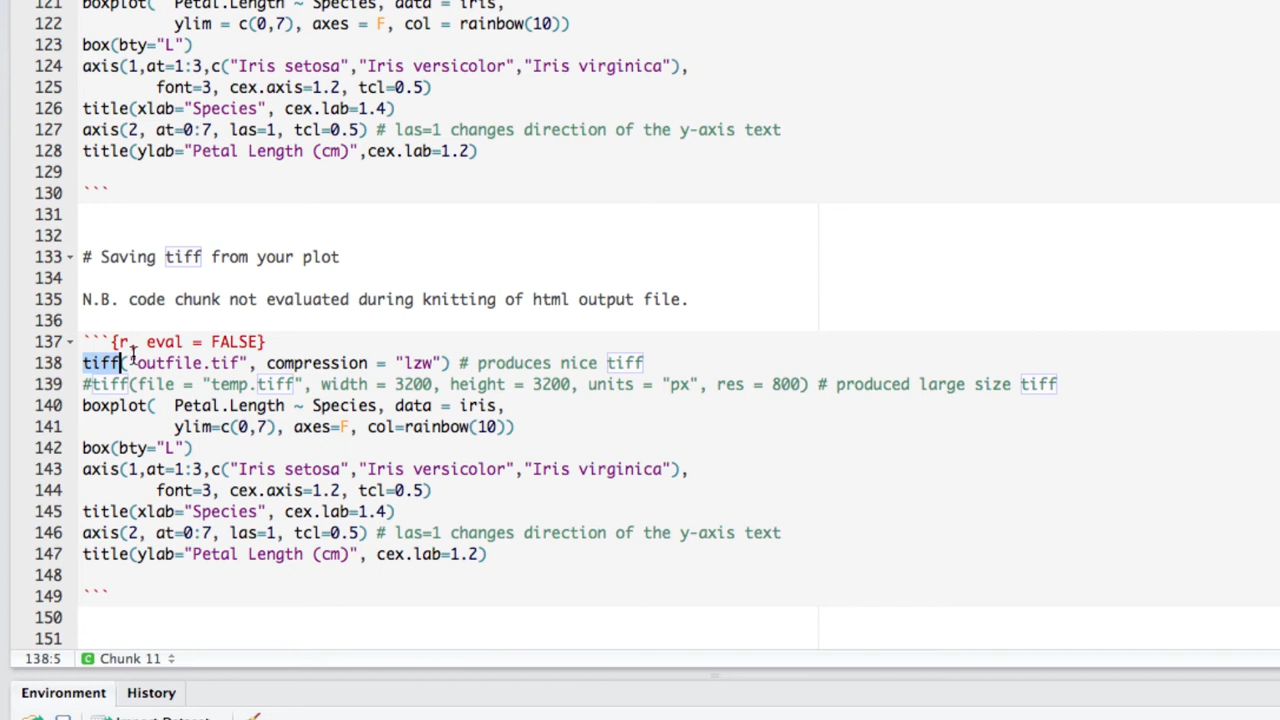 121 boxplot(  Petal.Length ~ Species, data = iris,
122 ylim = c(0,7), axes = F, col = rainbow(10))
123 box(bty="L")
124 axis(1,at=1:3,c("Iris setosa","Iris versicolor","Iris virginica"),
125 font=3, cex.axis=1.2, tcl=0.5)
126 title(xlab="Species", cex.lab=1.4)
127 axis(2, at=0:7, las=1, tcl=0.5) # las=1 changes direction of the y-axis text
128 title(ylab="Petal Length (cm)",cex.lab=1.2)
129
130 ```
131
132
133 # Saving tiff from your plot
134
135 N.B. code chunk not evaluated during knitting of html output file.
136
137 ```{r, eval = FALSE}
138 tiff("outfile.tif", compression = "lzw") # produces nice tiff
139 #tiff(file = "temp.tiff", width = 3200, height = 3200, units = "px", res = 800) # produced large size tiff
140 boxplot(  Petal.Length ~ Species, data = iris,
141 ylim=c(0,7), axes=F, col=rainbow(10))
142 box(bty="L")
143 axis(1,at=1:3,c("Iris setosa","Iris versicolor","Iris virginica"),
144 font=3, cex.axis=1.2, tcl=0.5)
145 title(xlab="Species", cex.lab=1.4)
146 axis(2, at=0:7, las=1, tcl=0.5) # las=1 changes direction of the y-axis text
147 title(ylab="Petal Length (cm)", cex.lab=1.2)
148
149 ```
150
151
138:5 C Chunk 11
Environment History
Import Dataset